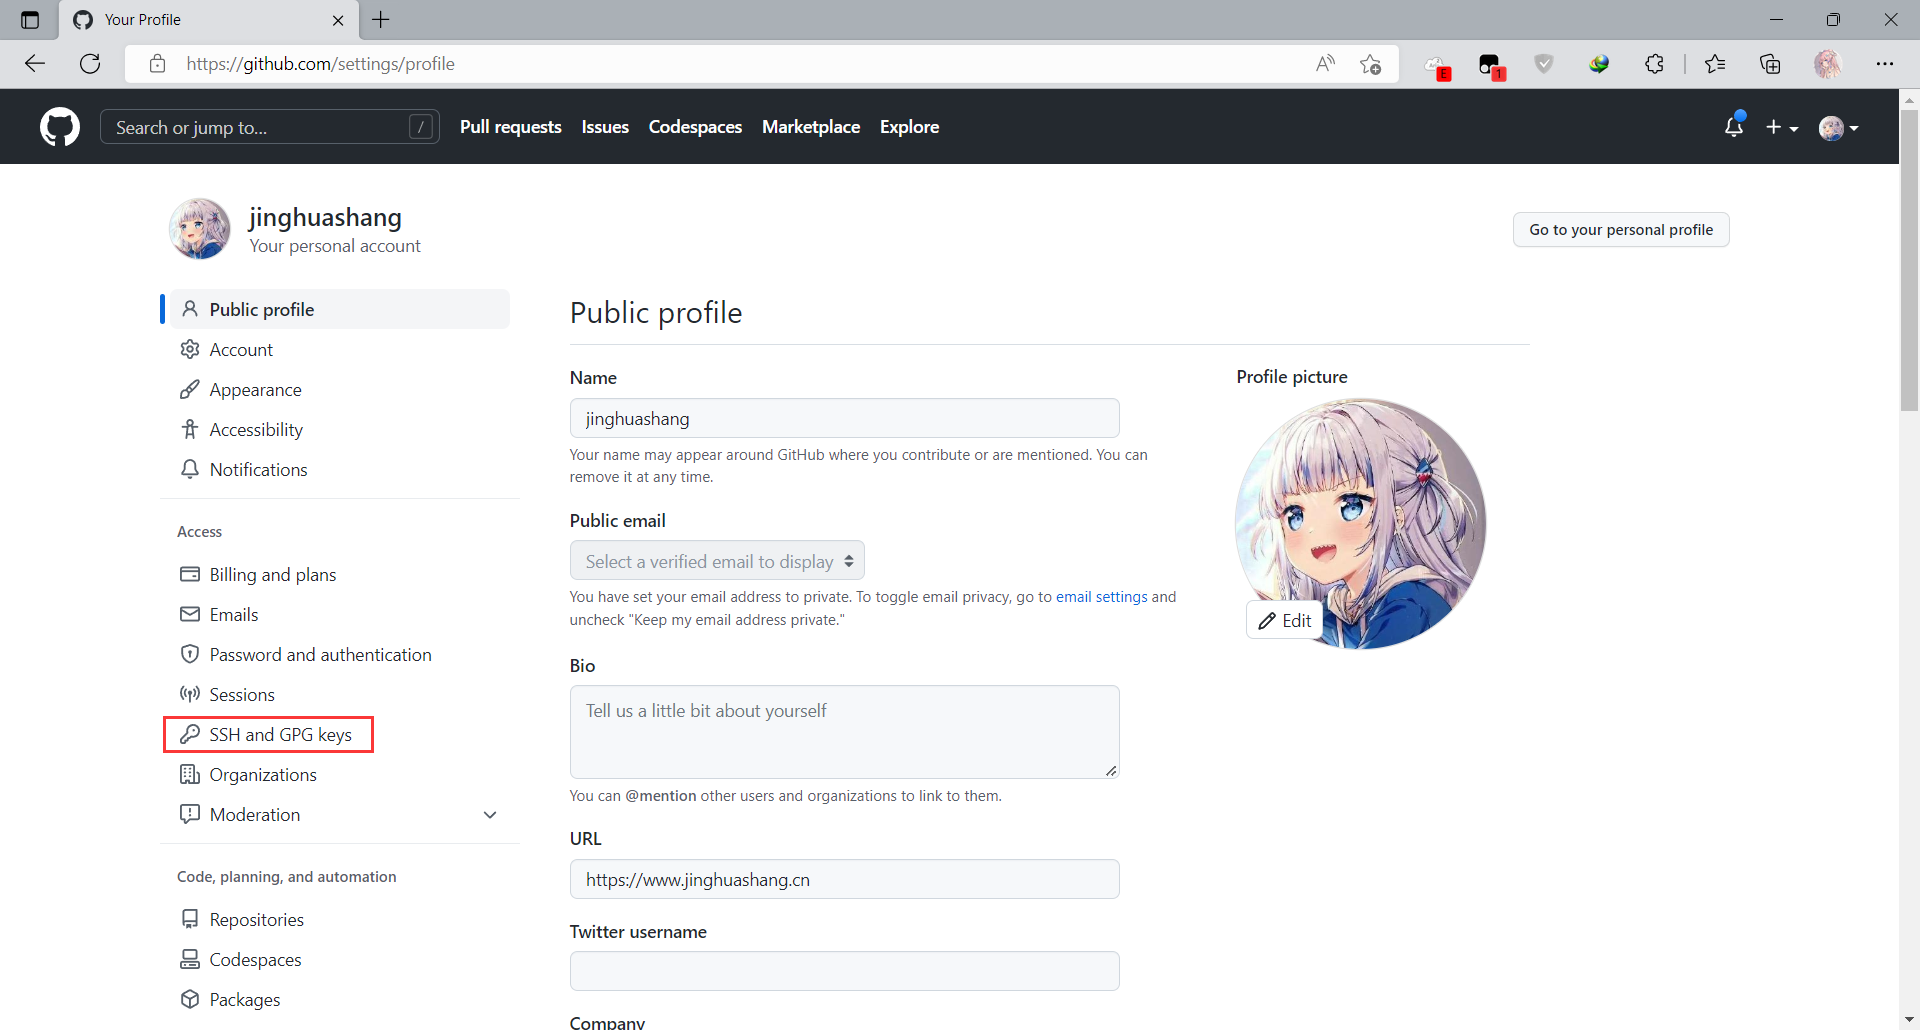 Your Profile
https://github.com/settings/profile
E
1
Search or jump to...
/
Pull requests
Issues
Codespaces
Marketplace
Explore
jinghuashang
Your personal account
Go to your personal profile
Public profile
Account
Appearance
Accessibility
Notifications
Access
Billing and plans
Emails
Password and authentication
Sessions
SSH and GPG keys
Organizations
Moderation
Code, planning, and automation
Repositories
Codespaces
Packages
Public profile
Name
jinghuashang
Your name may appear around GitHub where you contribute or are mentioned. You can
remove it at any time.
Public email
Select a verified email to display
You have set your email address to private. To toggle email privacy, go to email settings and
uncheck "Keep my email address private."
Bio
Tell us a little bit about yourself
You can @mention other users and organizations to link to them.
URL
https://www.jinghuashang.cn
Twitter username
Company
Profile picture
Edit